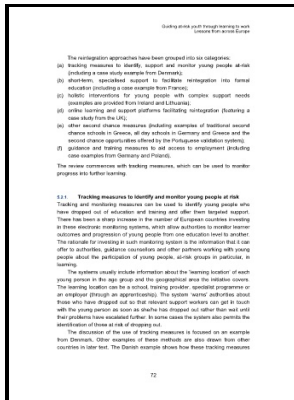 Guiding at-risk youth through learning to work
Lessons from across Europe
The reintegration approaches have been grouped into six categories:
(a) tracking measures to identify, support and monitor young people at-risk
(including a case study example from Denmark);
(b) short-term, specialised support to facilitate reintegration into formal
education (including a case example from France);
(c) holistic interventions for young people with complex support needs
(examples are provided from Ireland and Lithuania);
(d) online learning and support platforms facilitating reintegration (featuring a
case study from the UK);
(e) other second chance measures (including examples of traditional second
chance schools in Greece, all day schools in Germany and Greece and the
second chance opportunities offered by the Portuguese validation system);
(f) guidance and training measures to aid access to employment (including
case examples from Germany and Poland).
The review commences with tracking measures, which can be used to monitor
progress into further learning.
5.3.1 Tracking measures to identify and monitor young people at risk
Tracking and monitoring measures can be used to identify young people who
have dropped out of education and training and offer them targeted support.
There has been a sharp increase in the number of European countries investing
in these electronic monitoring systems, which allow authorities to monitor learner
outcomes and progression of young people from one education level to another.
The rationale for investing in such monitoring system is the information that it can
offer to authorities, guidance counsellors and other partners working with young
people about the participation of young people, at-risk groups in particular, in
learning.
The systems usually include information about the 'learning location' of each
young person in the age group and the geographical area the initiative covers.
The learning location can be a school, training provider, specialist programme or
an employer (through an apprenticeship). The system 'warns' authorities about
those who have dropped out so that relevant support workers can get in touch
with the young person as soon as she/he has dropped out rather than wait until
their problems have escalated further. In some cases the system also permits the
identification of those at risk of dropping out.
The discussion of the use of tracking measures is focused on an example
from Denmark. Other examples of these methods are also drawn from other
countries in later text. The Danish example shows how these tracking measures
72